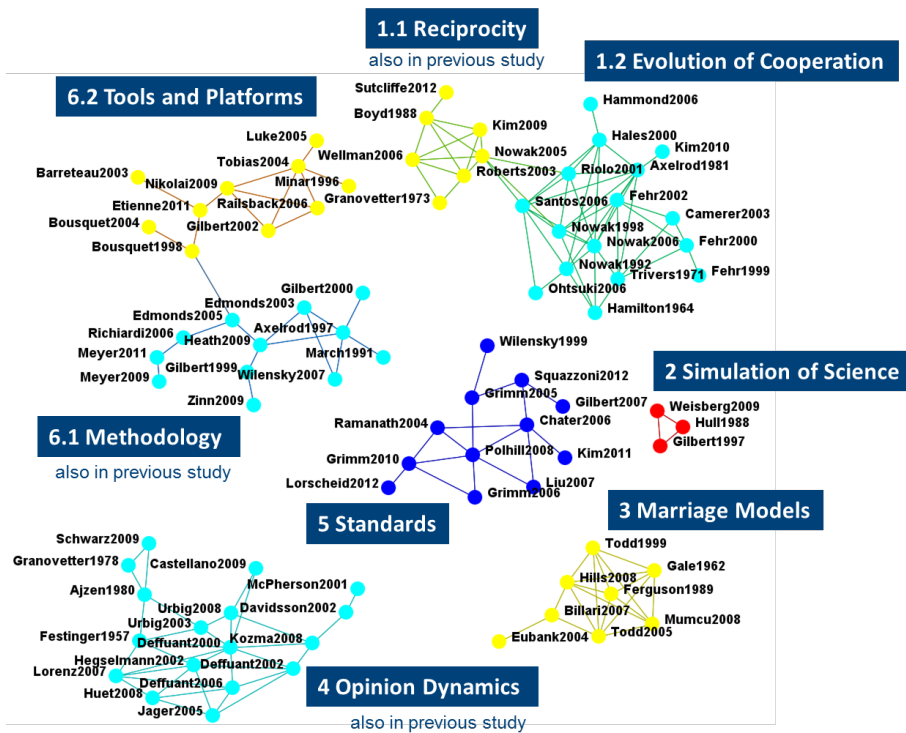 1.1 Reciprocity
also in previous study
1.2 Evolution of Cooperation
6.2 Tools and Platforms
Sutcliffe2012
Boyd1988
Kim2009
Wellman2006
Nowak2005
Roberts2003
Granovetter1973
Hammond2006
Hales2000
Kim2010
Axelrod1981
Riolo2001
Fehr2002
Santos2006
Camerer2003
Nowak1998
Nowak2006
Fehr2000
Nowak1992
Trivers1971
Fehr1999
Ohtsuki2006
Hamilton1964
Luke2005
Tobias2004
Barreteau2003
Nikolai2009
Minar1996
Etienne2011
Railsback2006
Bousquet2004
Gilbert2002
Bousquet1998
Gilbert2000
Edmonds2003
Edmonds2005
Axelrod1997
Richiardi2006
Heath2009
Meyer2011
Gilbert1999
March1991
Meyer2009
Wilensky2007
Zinn2009
6.1 Methodology
also in previous study
Wilensky1999
Squazzoni2012
Grimm2005
Gilbert2007
Ramanath2004
Chater2006
Polhill2008
Grimm2010
Kim2011
Lorscheid2012
Liu2007
Grimm2006
5 Standards
2 Simulation of Science
Weisberg2009
Hull1988
Gilbert1997
3 Marriage Models
Todd1999
Gale1962
Hills2008
Ferguson1989
Billari2007
Mumcu2008
Eubank2004
Todd2005
Schwarz2009
Granovetter1978
Castellano2009
Ajzen1980
McPherson2001
Urbig2008
Davidsson2002
Urbig2003
Festinger1957
Deffuant2000
Kozma2008
Hegselmann2002
Deffuant2002
Lorenz2007
Deffuant2006
Huet2008
Jager2005
4 Opinion Dynamics
also in previous study